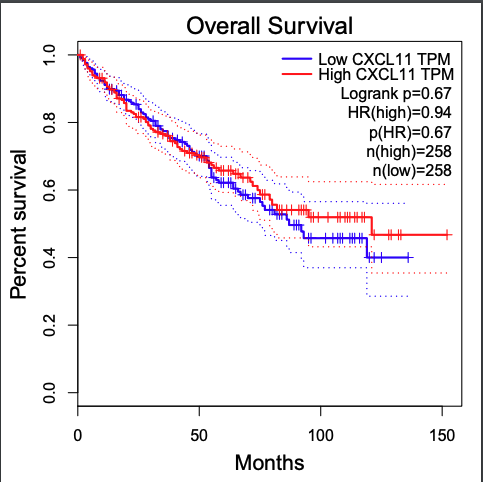 Overall Survival
Low CXCL11 TPM
High CXCL11 TPM
Logrank p=0.67
HR(high)=0.94
p(HR)=0.67
n(high)=258
n(low)=258
Percent survival
1.0
0.8
0.6
0.4
0.2
0.0
0 50 100 150
Months